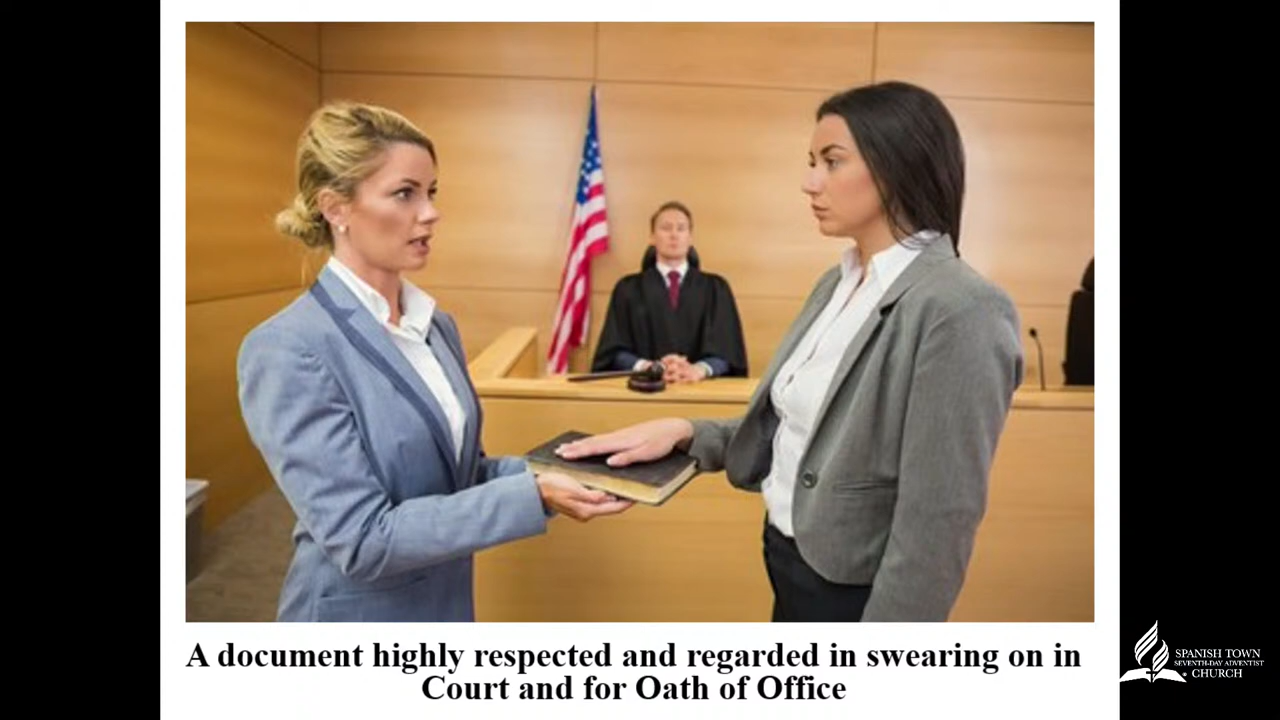 A document highly respected and regarded in swearing on in
Court and for Oath of Office
SPANISH TOWN
SEVENTH-DAY ADVENTIST
CHURCH